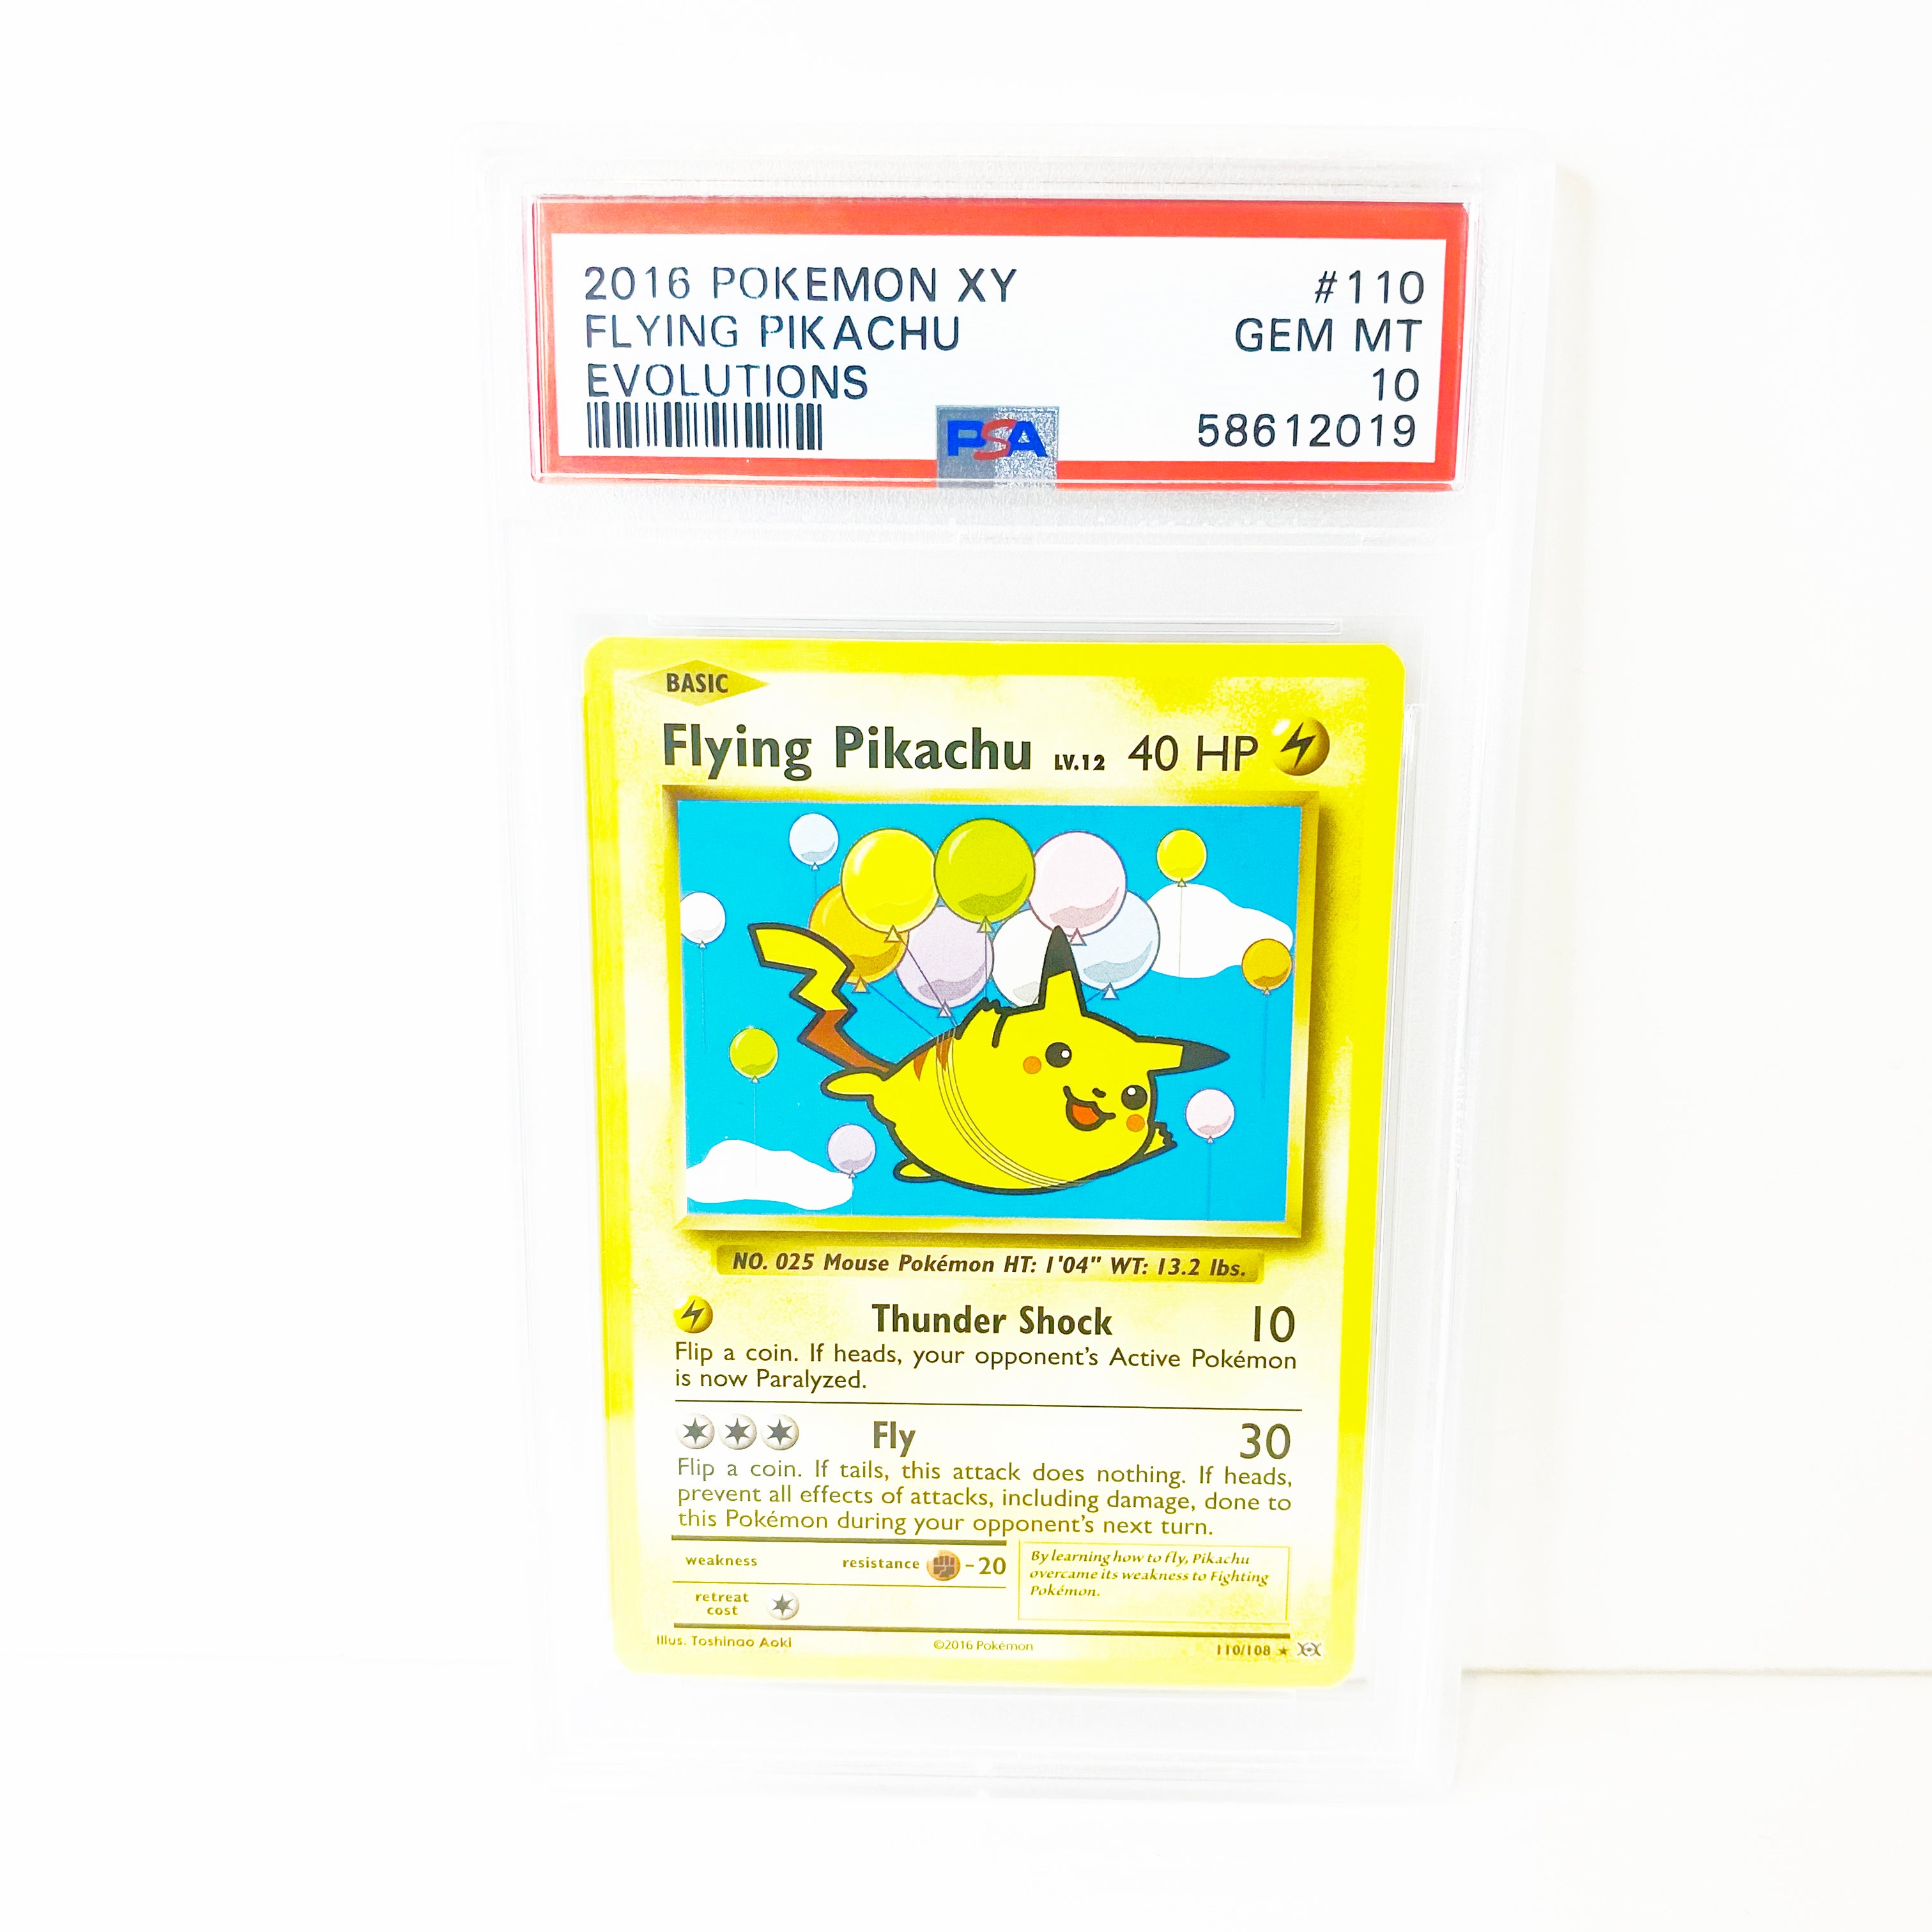 2016 POKEMON XY #110
FLYING PIKACHU GEM MT
EVOLUTIONS 10
PSA 58612019
BASIC
Flying Pikachu LV.12 40 HP
NO. 025 Mouse Pokémon HT: 1'04" WT: 13.2 lbs.
Thunder Shock 10
Flip a coin. If heads, your opponent's Active Pokémon
is now Paralyzed.
Fly 30
Flip a coin. If tails, this attack does nothing. If heads,
prevent all effects of attacks, including damage, done to
this Pokémon during your opponent's next turn.
weakness resistance -20
retreat
cost
By learning how to fly, Pikachu
overcame its weakness to Fighting
Pokémon.
Illus. Toshinao Aoki ©2016 Pokémon 110/108 ★